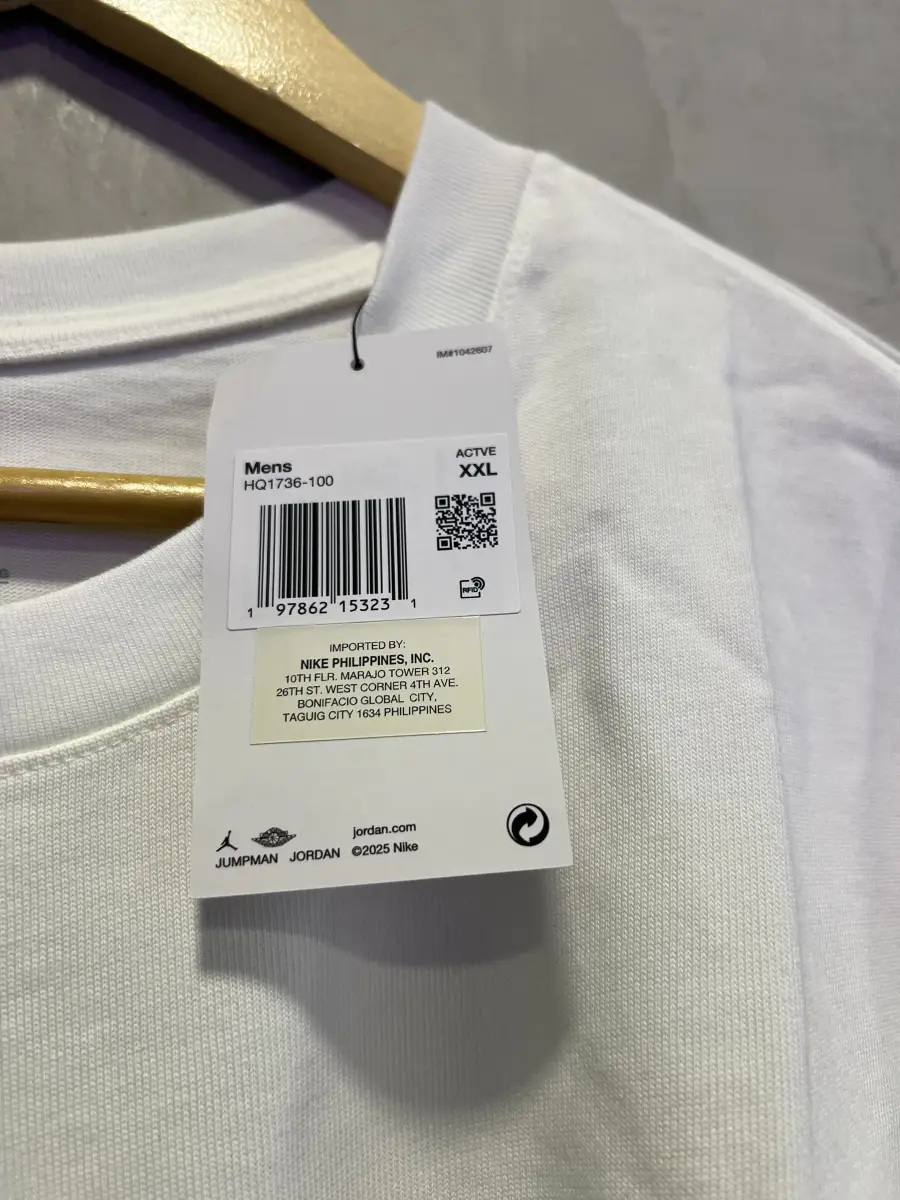 IM#1042607
Mens
HQ1736-100
ACTVE
XXL
RFID
1 97862 15323 1
IMPORTED BY:
NIKE PHILIPPINES, INC.
10TH FLR. MARAJO TOWER 312
26TH ST. WEST CORNER 4TH AVE.
BONIFACIO GLOBAL CITY,
TAGUIG CITY 1634 PHILIPPINES
JUMPMAN JORDAN
jordan.com
©2025 Nike